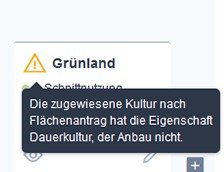 Grünland
Schnittnutzung
Die zugewiesene Kultur nach
Flächenantrag hat die Eigenschaft
Dauerkultur, der Anbau nicht.